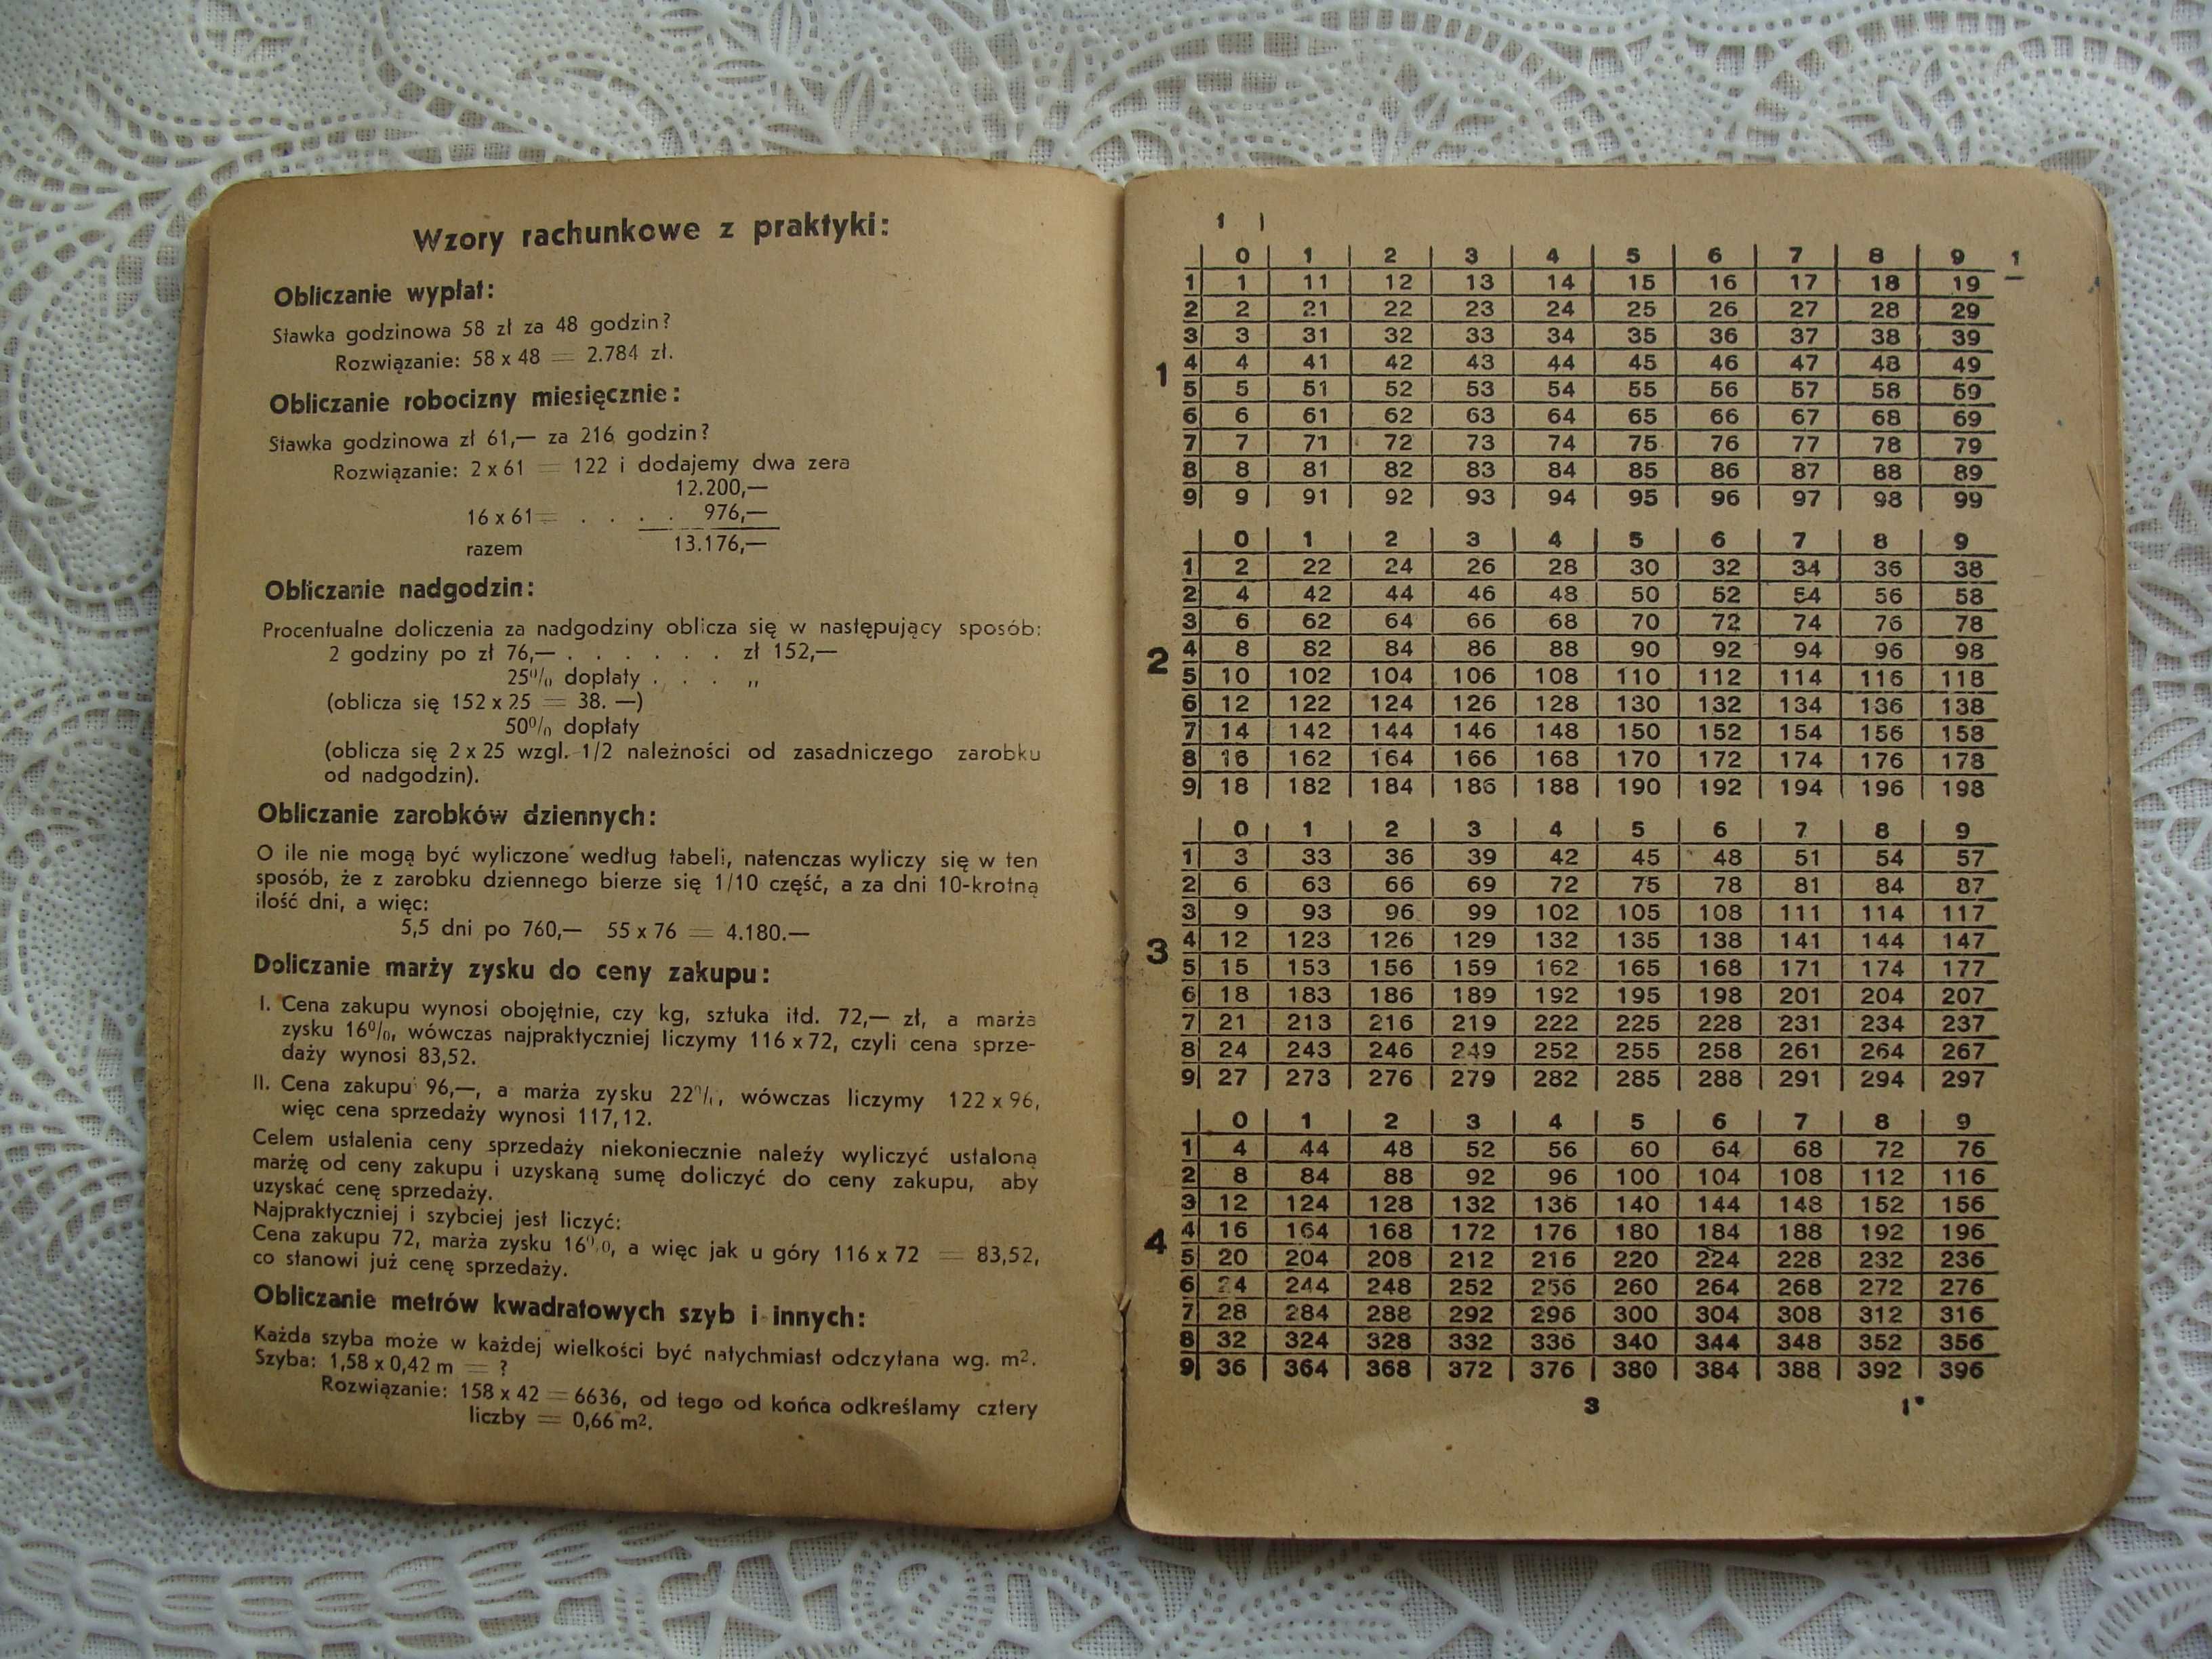 Wzory rachunkowe z praktyki:
Obliczanie wypłat:
Stawka godzinowa 58 zł za 48 godzin?
Rozwiązanie: 58 x 48 = 2.784 zł.
Obliczanie robocizny miesięcznie:
Stawka godzinowa zł 61,— za 216 godzin?
Rozwiązanie: 2 x 61 = 122 i dodajemy dwa zera
12.200,—
16 x 61 = . . . . 976,—
razem 13.176,—
Obliczanie nadgodzin:
Procentualne doliczenia za nadgodziny oblicza się w następujący sposób:
2 godziny po zł 76,— . . . . . . zł 152,—
25% dopłaty . . . „
(oblicza się 152 x 25 = 38. —)
50% dopłaty
(oblicza się 2 x 25 wzgl. 1/2 należności od zasadniczego zarobku
od nadgodzin).
Obliczanie zarobków dziennych:
O ile nie mogą być wyliczone według tabeli, natenczas wyliczy się w ten
sposób, że z zarobku dziennego bierze się 1/10 część, a za dni 10-krotną
ilość dni, a więc:
5,5 dni po 760,— 55 x 76 = 4.180.—
Doliczanie marży zysku do ceny zakupu:
I. Cena zakupu wynosi obojętnie, czy kg, sztuka itd. 72,— zł, a marża
zysku 16%, wówczas najpraktyczniej liczymy 116 x 72, czyli cena sprze-
daży wynosi 83,52.
II. Cena zakupu 96,—, a marża zysku 22%, wówczas liczymy 122 x 96,
więc cena sprzedaży wynosi 117,12.
Celem ustalenia ceny sprzedaży niekoniecznie należy wyliczyć ustaloną
marżę od ceny zakupu i uzyskaną sumę doliczyć do ceny zakupu, aby
uzyskać cenę sprzedaży.
Najpraktyczniej i szybciej jest liczyć:
Cena zakupu 72, marża zysku 16%, a więc jak u góry 116 x 72 = 83,52,
co stanowi już cenę sprzedaży.
Obliczanie metrów kwadratowych szyb i innych:
Każda szyba może w każdej wielkości być natychmiast odczytana wg. m².
Szyba: 1,58 x 0,42 m = ?
Rozwiązanie: 158 x 42 = 6636, od tego od końca odkreślamy cztery
liczby = 0,66 m².
1
0 1 2 3 4 5 6 7 8 9 1
1 1 11 12 13 14 15 16 17 18 19
2 2 21 22 23 24 25 26 27 28 29
3 3 31 32 33 34 35 36 37 38 39
1 4 4 41 42 43 44 45 46 47 48 49
5 5 51 52 53 54 55 56 57 58 59
6 6 61 62 63 64 65 66 67 68 69
7 7 71 72 73 74 75 76 77 78 79
8 8 81 82 83 84 85 86 87 88 89
9 9 91 92 93 94 95 96 97 98 99
0 1 2 3 4 5 6 7 8 9
1 2 22 24 26 28 30 32 34 36 38
2 4 42 44 46 48 50 52 54 56 58
3 6 62 64 66 68 70 72 74 76 78
2 4 8 82 84 86 88 90 92 94 96 98
5 10 102 104 106 108 110 112 114 116 118
6 12 122 124 126 128 130 132 134 136 138
7 14 142 144 146 148 150 152 154 156 158
8 16 162 164 166 168 170 172 174 176 178
9 18 182 184 186 188 190 192 194 196 198
0 1 2 3 4 5 6 7 8 9
1 3 33 36 39 42 45 48 51 54 57
2 6 63 66 69 72 75 78 81 84 87
3 9 93 96 99 102 105 108 111 114 117
3 4 12 123 126 129 132 135 138 141 144 147
5 15 153 156 159 162 165 168 171 174 177
6 18 183 186 189 192 195 198 201 204 207
7 21 213 216 219 222 225 228 231 234 237
8 24 243 246 249 252 255 258 261 264 267
9 27 273 276 279 282 285 288 291 294 297
0 1 2 3 4 5 6 7 8 9
1 4 44 48 52 56 60 64 68 72 76
2 8 84 88 92 96 100 104 108 112 116
3 12 124 128 132 136 140 144 148 152 156
4 4 16 164 168 172 176 180 184 188 192 196
5 20 204 208 212 216 220 224 228 232 236
6 24 244 248 252 256 260 264 268 272 276
7 28 284 288 292 296 300 304 308 312 316
8 32 324 328 332 336 340 344 348 352 356
9 36 364 368 372 376 380 384 388 392 396
3 1*